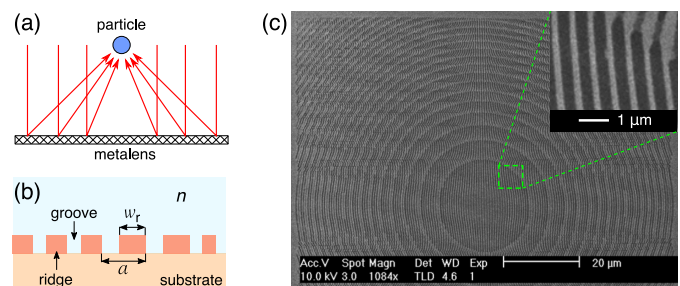 (a)
particle
metalens
(b)
n
groove
wr
a
ridge
substrate
(c)
1 μm
Acc.V Spot Magn Det WD Exp
10.0 kV 3.0 1084x TLD 4.6 1
20 μm